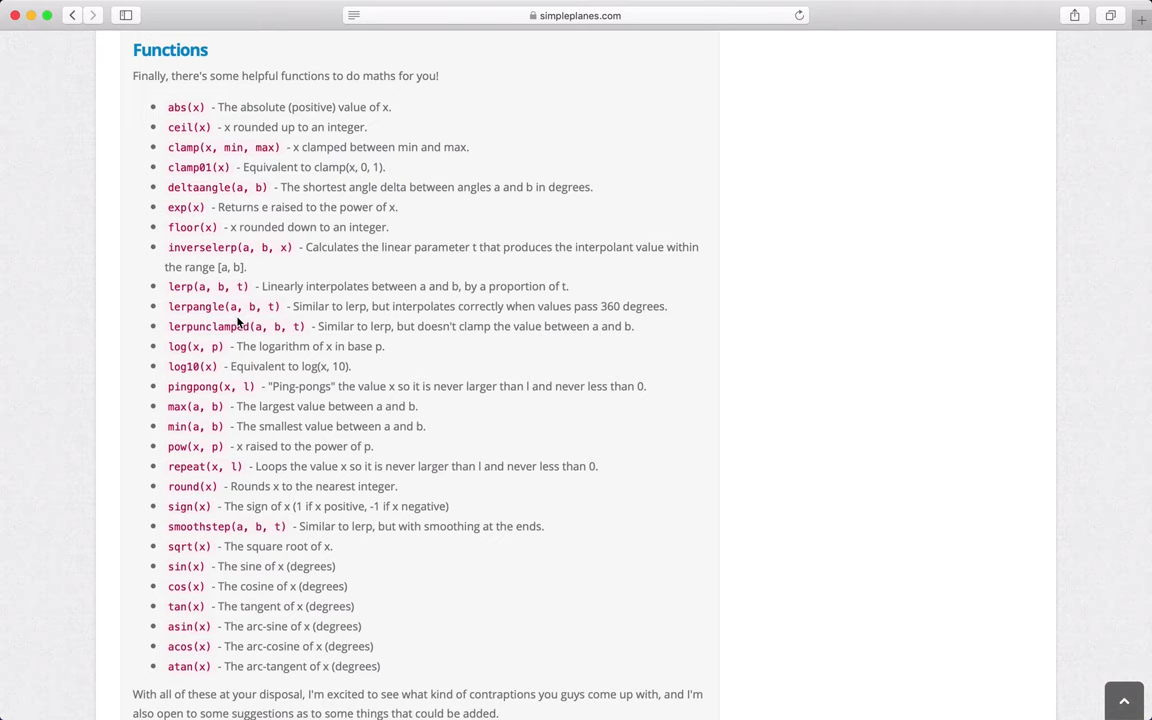 simpleplanes.com
Functions
Finally, there's some helpful functions to do maths for you!
abs(x) - The absolute (positive) value of x.
ceil(x) - x rounded up to an integer.
clamp(x, min, max) - x clamped between min and max.
clamp01(x) - Equivalent to clamp(x, 0, 1).
deltaangle(a, b) - The shortest angle delta between angles a and b in degrees.
exp(x) - Returns e raised to the power of x.
floor(x) - x rounded down to an integer.
inverselerp(a, b, x) - Calculates the linear parameter t that produces the interpolant value within
the range [a, b].
lerp(a, b, t) - Linearly interpolates between a and b, by a proportion of t.
lerpangle(a, b, t) - Similar to lerp, but interpolates correctly when values pass 360 degrees.
lerpunclamped(a, b, t) - Similar to lerp, but doesn't clamp the value between a and b.
log(x, p) - The logarithm of x in base p.
log10(x) - Equivalent to log(x, 10).
pingpong(x, l) - "Ping-pongs" the value x so it is never larger than l and never less than 0.
max(a, b) - The largest value between a and b.
min(a, b) - The smallest value between a and b.
pow(x, p) - x raised to the power of p.
repeat(x, l) - Loops the value x so it is never larger than l and never less than 0.
round(x) - Rounds x to the nearest integer.
sign(x) - The sign of x (1 if x positive, -1 if x negative)
smoothstep(a, b, t) - Similar to lerp, but with smoothing at the ends.
sqrt(x) - The square root of x.
sin(x) - The sine of x (degrees)
cos(x) - The cosine of x (degrees)
tan(x) - The tangent of x (degrees)
asin(x) - The arc-sine of x (degrees)
acos(x) - The arc-cosine of x (degrees)
atan(x) - The arc-tangent of x (degrees)
With all of these at your disposal, I'm excited to see what kind of contraptions you guys come up with, and I'm
also open to some suggestions as to some things that could be added.